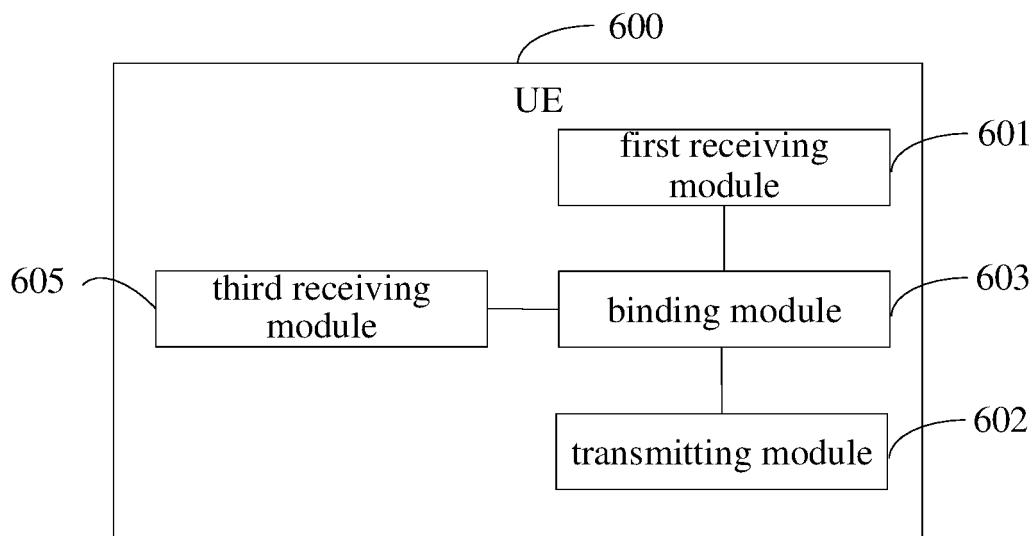 600
UE
first receiving
module
601
605
third receiving
module
binding module
603
transmitting module
602